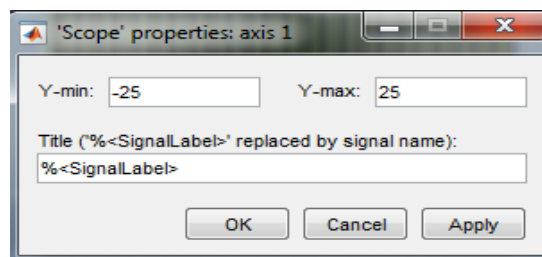 'Scope' properties: axis 1
Y-min: -25 Y-max: 25
Title ('%<SignalLabel>' replaced by signal name):
%<SignalLabel>
OK Cancel Apply